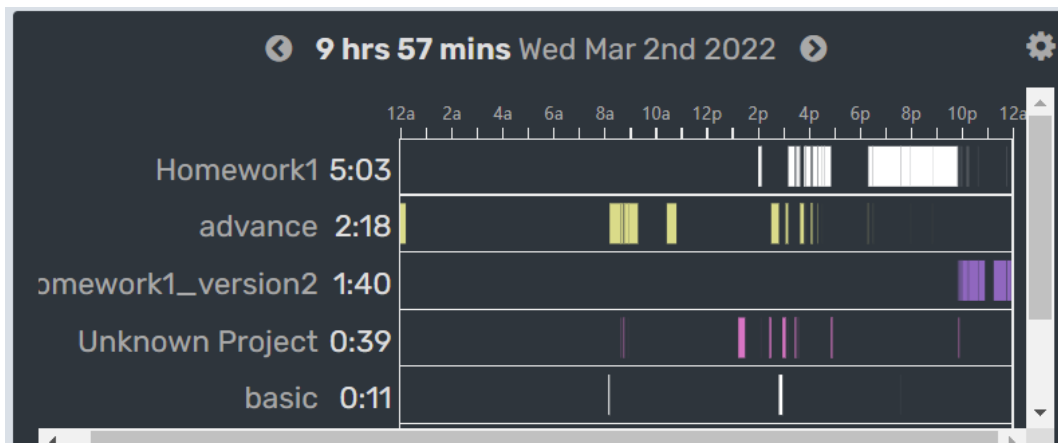 9 hrs 57 mins Wed Mar 2nd 2022
12a 2a 4a 6a 8a 10a 12p 2p 4p 6p 8p 10p 12a
Homework1 5:03
advance 2:18
omework1_version2 1:40
Unknown Project 0:39
basic 0:11